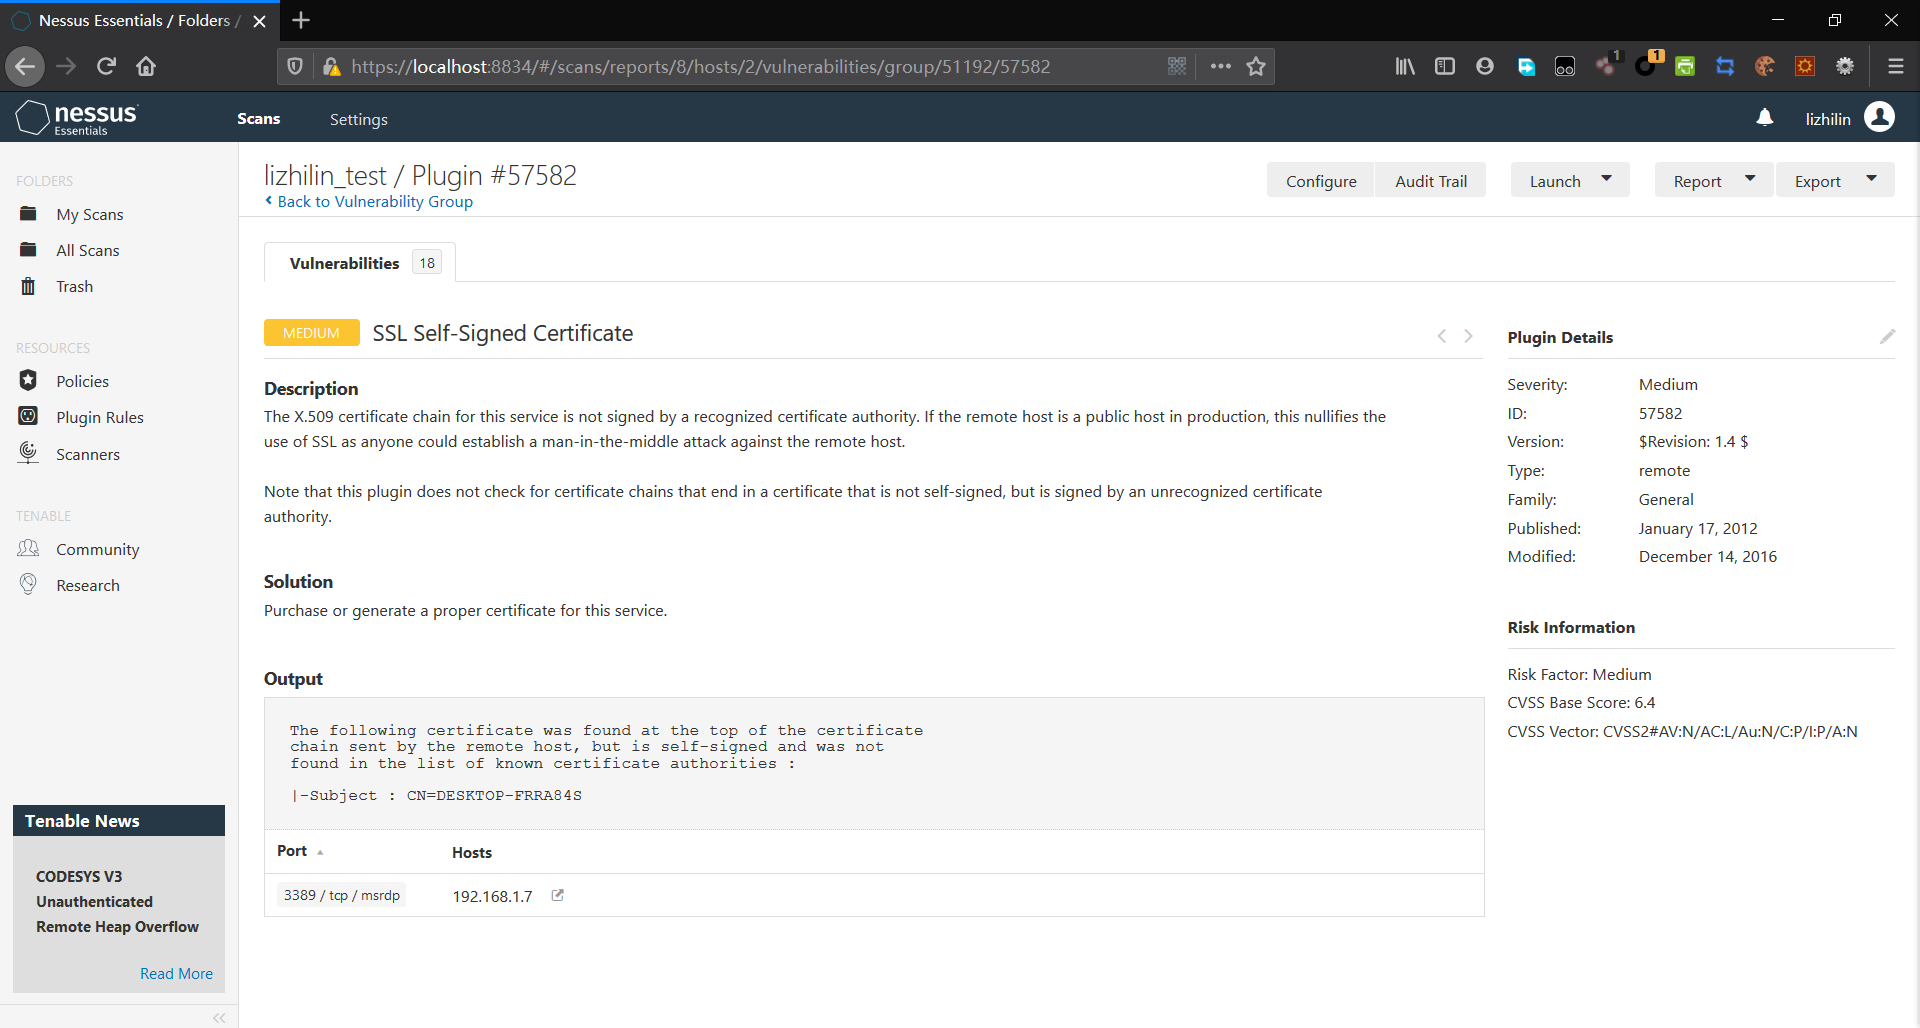 Nessus Essentials / Folders /
https://localhost:8834/#/scans/reports/8/hosts/2/vulnerabilities/group/51192/57582
1
1
nessus
Essentials
Scans
Settings
lizhilin
FOLDERS
My Scans
All Scans
Trash
RESOURCES
Policies
Plugin Rules
Scanners
TENABLE
Community
Research
Tenable News
CODESYS V3
Unauthenticated
Remote Heap Overflow
Read More
lizhilin_test / Plugin #57582
Back to Vulnerability Group
Configure
Audit Trail
Launch
Report
Export
Vulnerabilities 18
MEDIUM SSL Self-Signed Certificate
Description
The X.509 certificate chain for this service is not signed by a recognized certificate authority. If the remote host is a public host in production, this nullifies the
use of SSL as anyone could establish a man-in-the-middle attack against the remote host.
Note that this plugin does not check for certificate chains that end in a certificate that is not self-signed, but is signed by an unrecognized certificate
authority.
Solution
Purchase or generate a proper certificate for this service.
Output
The following certificate was found at the top of the certificate
chain sent by the remote host, but is self-signed and was not
found in the list of known certificate authorities :
|-Subject : CN=DESKTOP-FRRA84S
Port Hosts
3389 / tcp / msrdp 192.168.1.7
Plugin Details
Severity: Medium
ID: 57582
Version: $Revision: 1.4 $
Type: remote
Family: General
Published: January 17, 2012
Modified: December 14, 2016
Risk Information
Risk Factor: Medium
CVSS Base Score: 6.4
CVSS Vector: CVSS2#AV:N/AC:L/Au:N/C:P/I:P/A:N